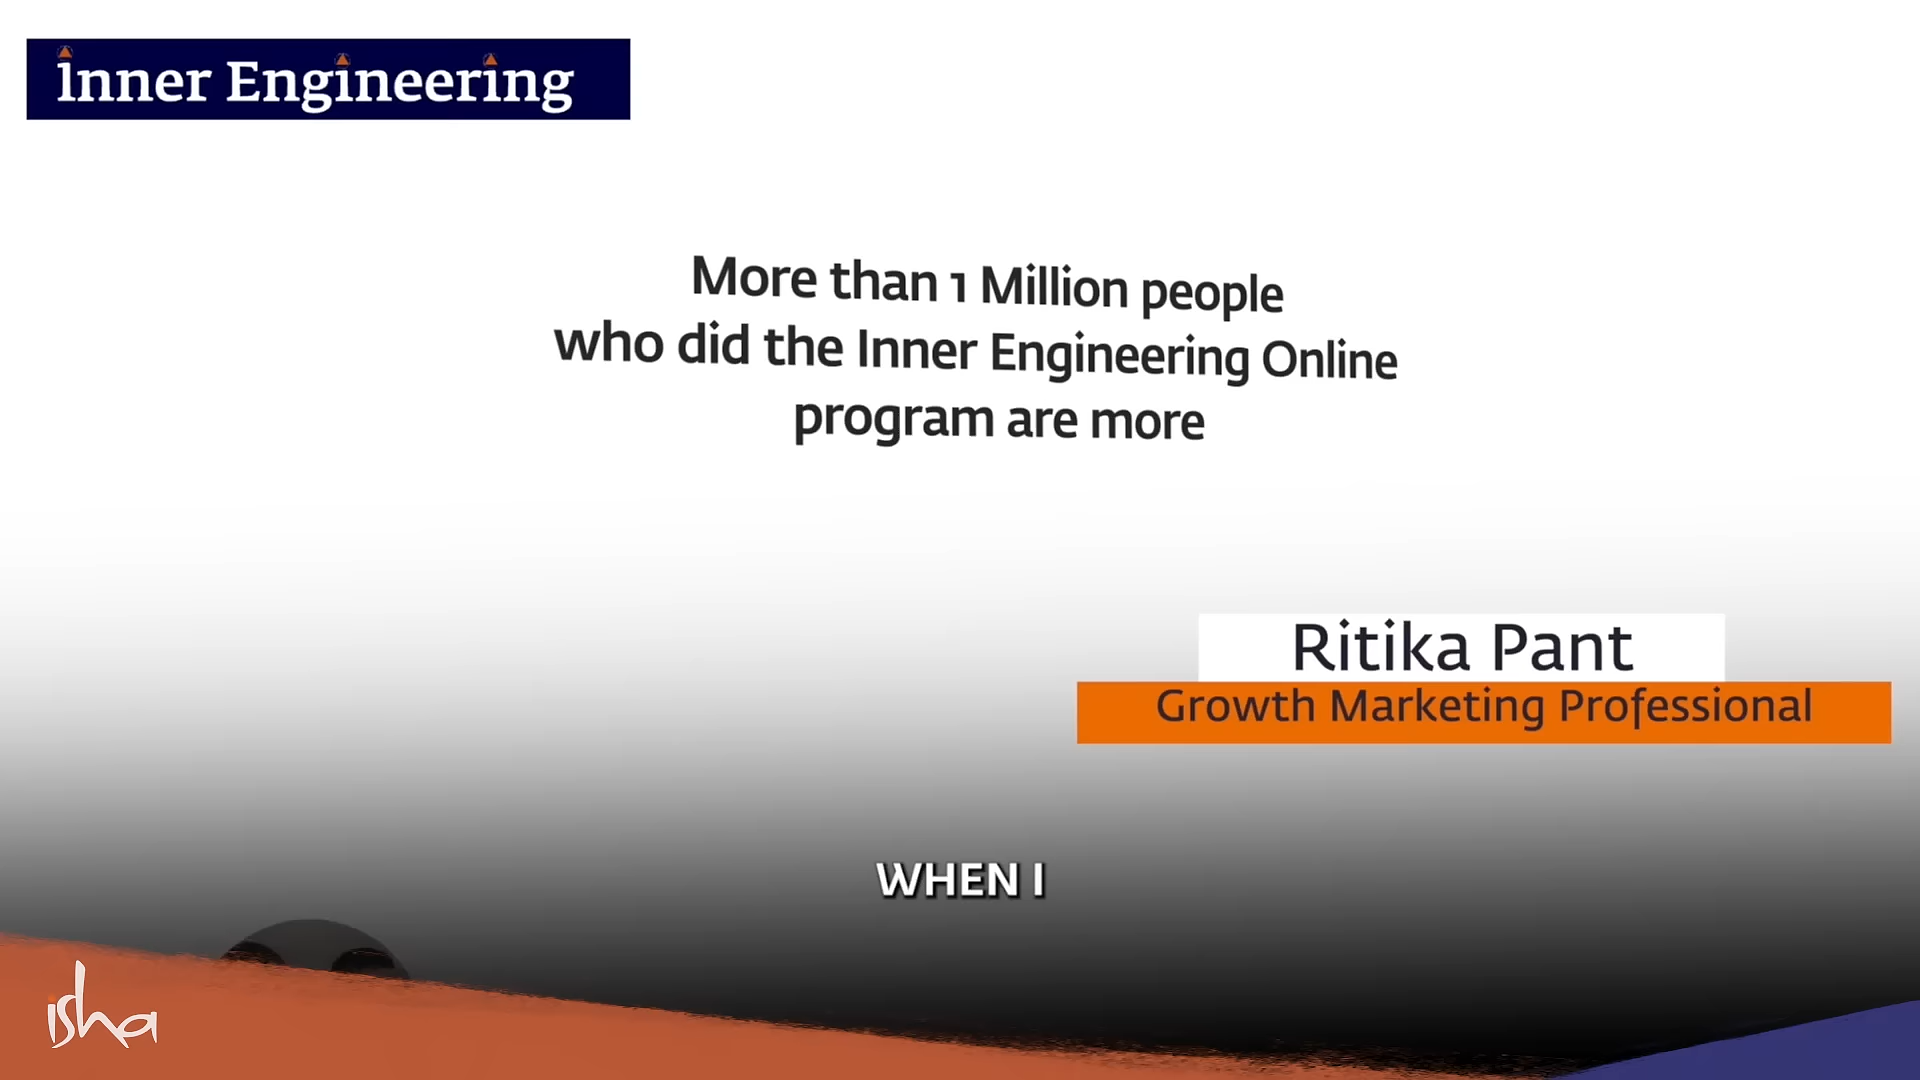 inner Engineering
More than 1 Million people
who did the Inner Engineering Online
program are more
Ritika Pant
Growth Marketing Professional
WHEN I
isha